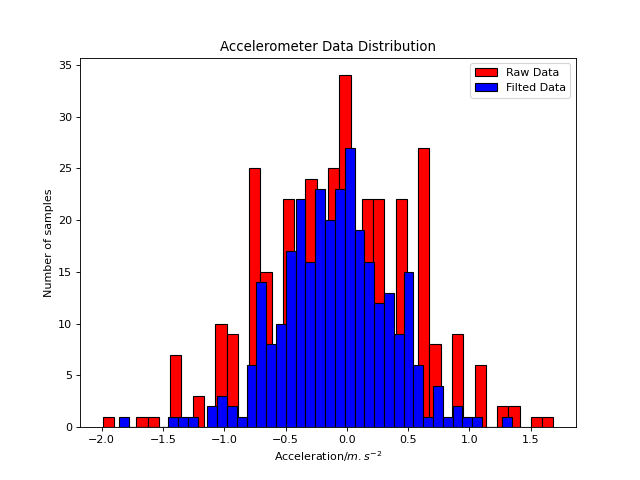 Accelerometer Data Distribution
Raw Data
Filted Data
Number of samples
35
30
25
20
15
10
5
0
−2.0 −1.5 −1.0 −0.5 0.0 0.5 1.0 1.5
Acceleration/m.s⁻²